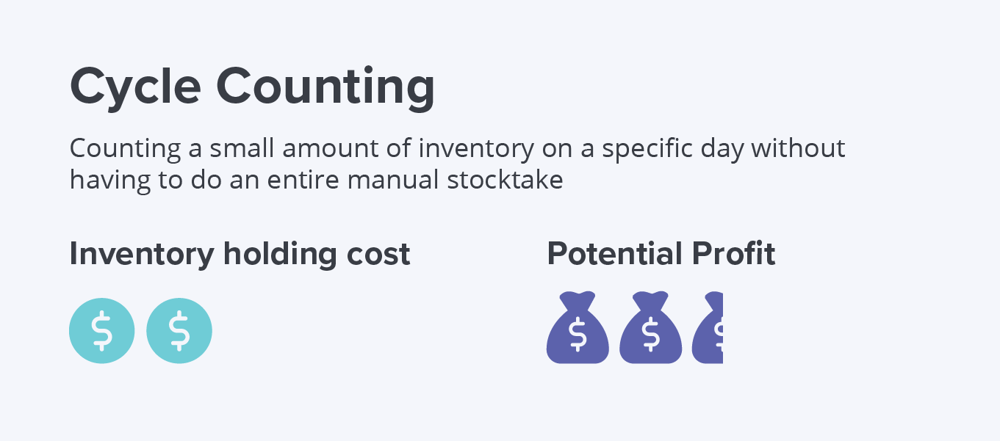 Cycle Counting
Counting a small amount of inventory on a specific day without
having to do an entire manual stocktake
Inventory holding cost
Potential Profit
$ $
$ $ $